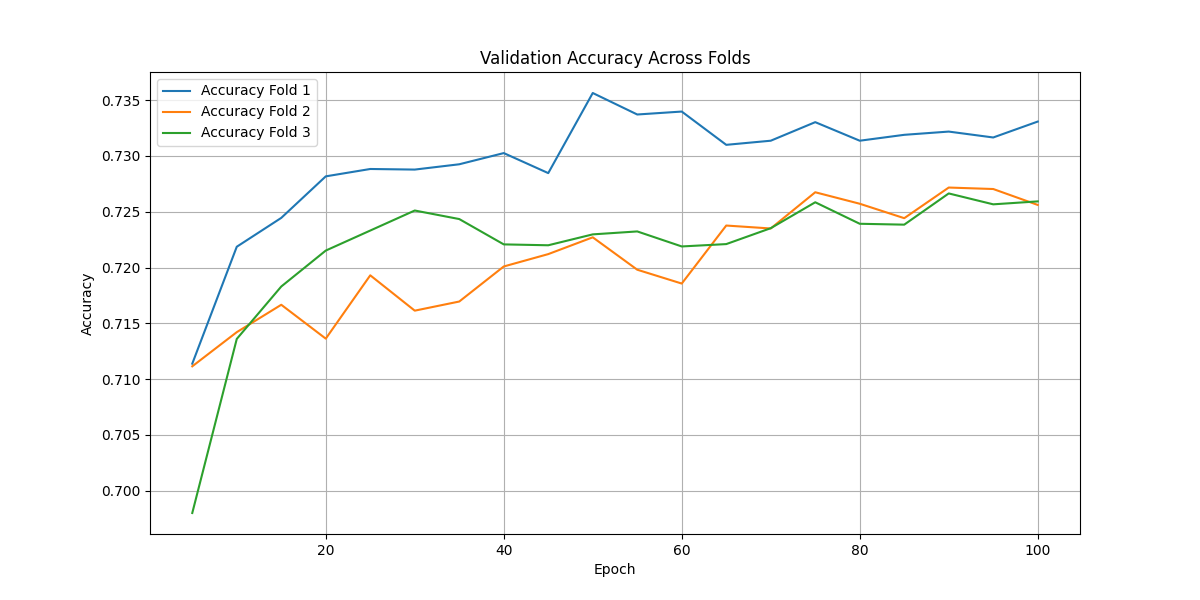 Validation Accuracy Across Folds
Accuracy Fold 1
Accuracy Fold 2
Accuracy Fold 3
Accuracy
0.735
0.730
0.725
0.720
0.715
0.710
0.705
0.700
20 40 60 80 100
Epoch